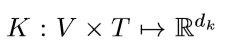 K : V × T ↦ ℝ^{d_k}